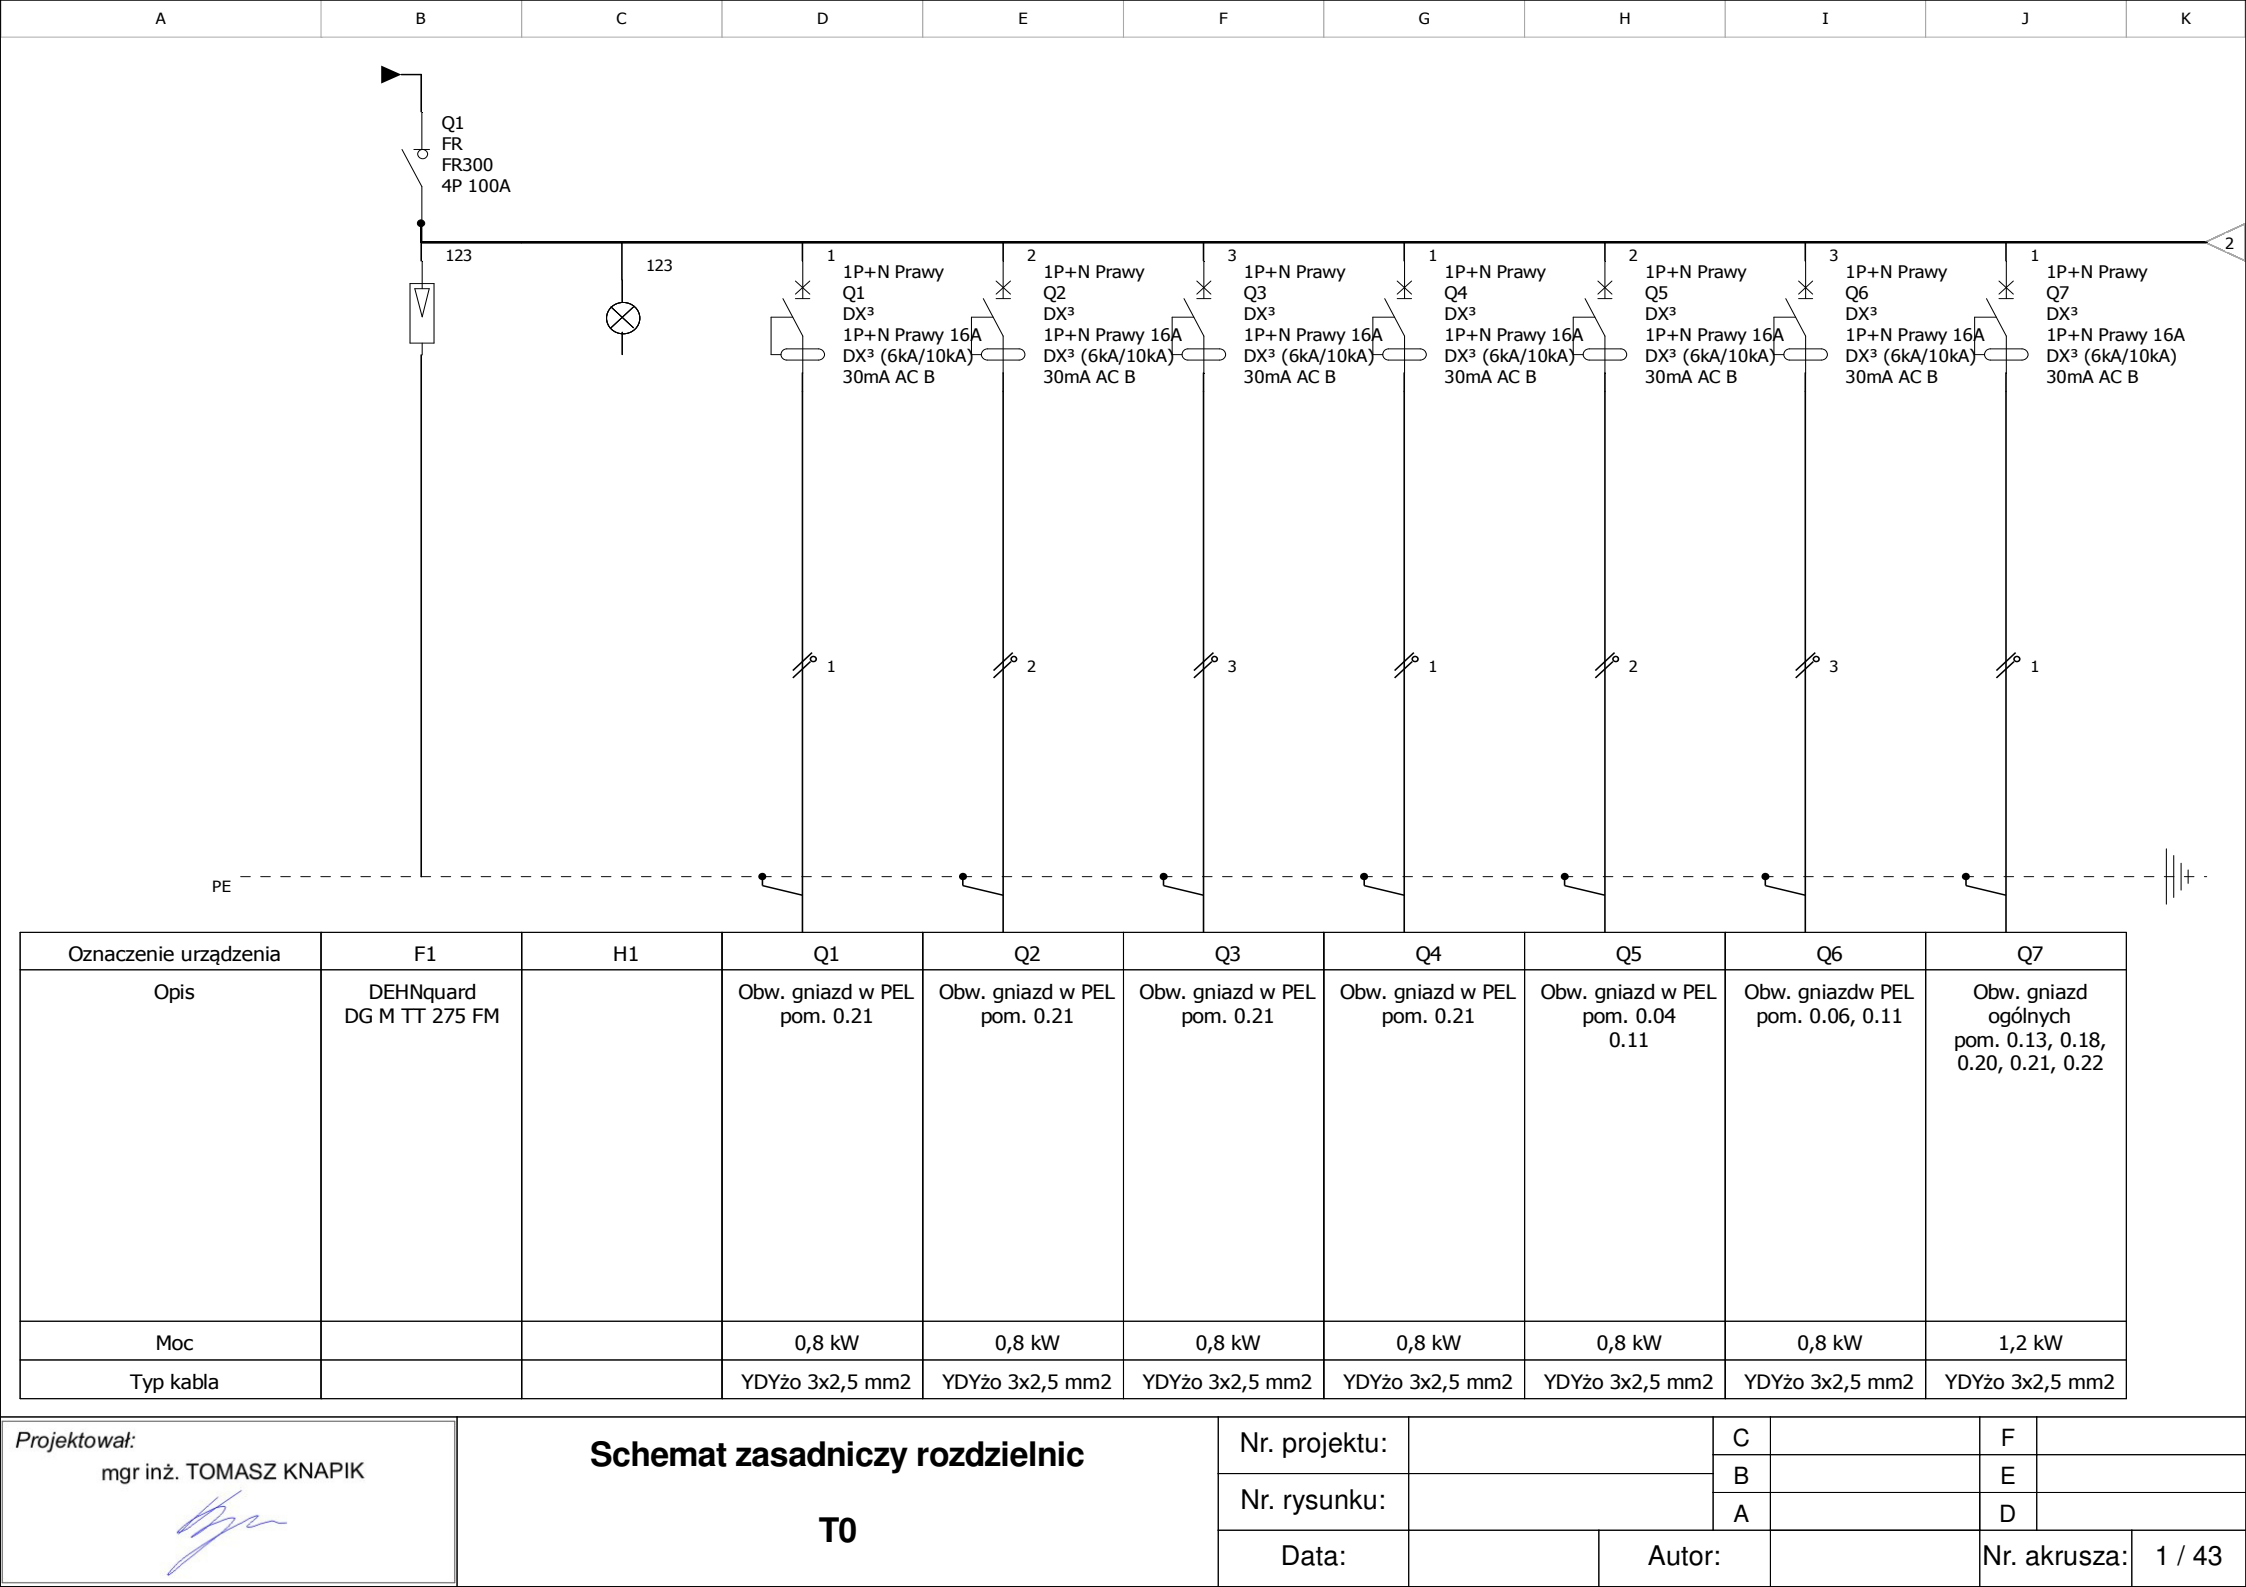 A B C D E F G H I J K
Q1
FR
FR300
4P 100A
2
123
123
1
1P+N Prawy
Q1
DX³
1P+N Prawy 16A
DX³ (6kA/10kA)
30mA AC B
2
1P+N Prawy
Q2
DX³
1P+N Prawy 16A
DX³ (6kA/10kA)
30mA AC B
3
1P+N Prawy
Q3
DX³
1P+N Prawy 16A
DX³ (6kA/10kA)
30mA AC B
1
1P+N Prawy
Q4
DX³
1P+N Prawy 16A
DX³ (6kA/10kA)
30mA AC B
2
1P+N Prawy
Q5
DX³
1P+N Prawy 16A
DX³ (6kA/10kA)
30mA AC B
3
1P+N Prawy
Q6
DX³
1P+N Prawy 16A
DX³ (6kA/10kA)
30mA AC B
1
1P+N Prawy
Q7
DX³
1P+N Prawy 16A
DX³ (6kA/10kA)
30mA AC B
1 2 3 1 2 3 1
PE
Oznaczenie urządzenia F1 H1 Q1 Q2 Q3 Q4 Q5 Q6 Q7
Opis
DEHNquard
DG M TT 275 FM
Obw. gniazd w PEL
pom. 0.21
Obw. gniazd w PEL
pom. 0.21
Obw. gniazd w PEL
pom. 0.21
Obw. gniazd w PEL
pom. 0.21
Obw. gniazd w PEL
pom. 0.04
0.11
Obw. gniazdw PEL
pom. 0.06, 0.11
Obw. gniazd
ogólnych
pom. 0.13, 0.18,
0.20, 0.21, 0.22
Moc 0,8 kW 0,8 kW 0,8 kW 0,8 kW 0,8 kW 0,8 kW 1,2 kW
Typ kabla YDYżo 3x2,5 mm2 YDYżo 3x2,5 mm2 YDYżo 3x2,5 mm2 YDYżo 3x2,5 mm2 YDYżo 3x2,5 mm2 YDYżo 3x2,5 mm2 YDYżo 3x2,5 mm2
Projektował:
mgr inż. TOMASZ KNAPIK
Schemat zasadniczy rozdzielnic
T0
Nr. projektu:
Nr. rysunku:
C F
B E
A D
Data: Autor: Nr. akrusza: 1 / 43